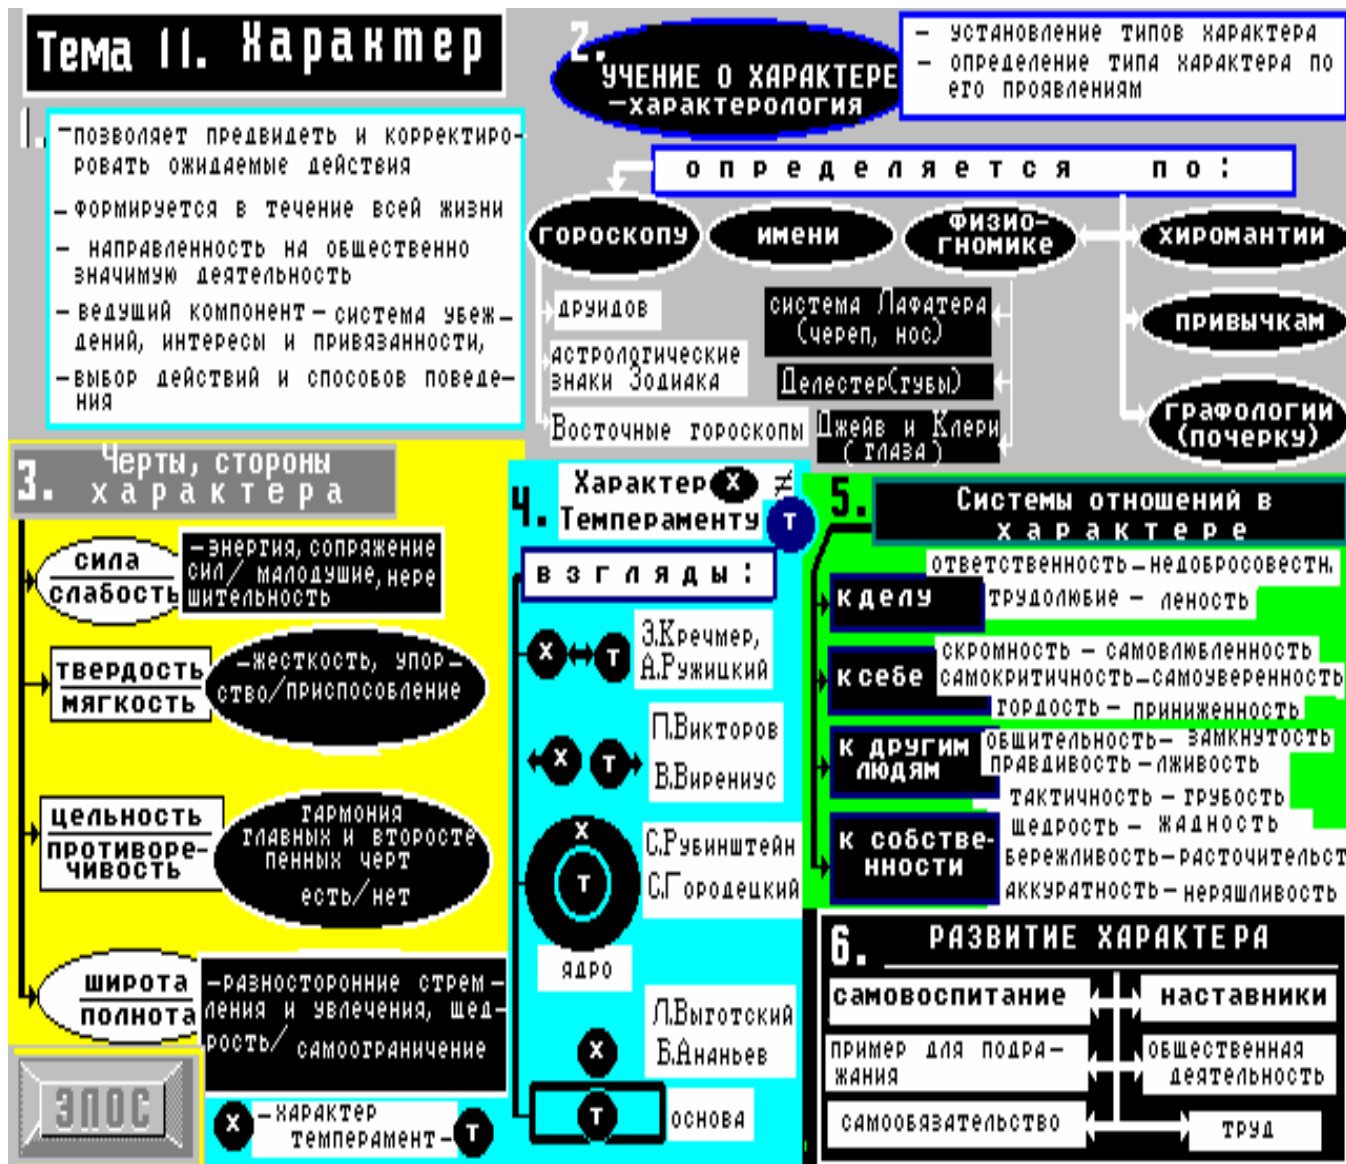 Тема 11. Характер
1.
– позволяет предвидеть и корректиро-
ровать ожидаемые действия
– формируется в течение всей жизни
– направленность на общественно
значимую деятельность
– ведущий компонент – система убеж-
дений, интересы и привязанности,
– выбор действий и способов поведе-
ния
2.
УЧЕНИЕ О ХАРАКТЕРЕ
– характерология
– установление типов характера
– определение типа характера по
его проявлениям
определяется по:
гороскопу
имени
физио-
гномике
хиромантии
привычкам
графологии
(почерку)
друидов
астрологические
знаки Зодиака
Восточные гороскопы
система Лафатера
(череп, нос)
Делестер(губы)
Джейв и Клери
(глаза)
3.
Черты, стороны
характера
сила
слабость
– энергия, сопряжение
сил/ малодушие, нере
шительность
твердость
мягкость
– жесткость, упор–
ство/приспособление
цельность
противоре-
чивость
гармония
главных и второсте
пенных черт
есть/нет
широта
полнота
– разносторонние стрем–
ления и увлечения, щед–
рость/ самоограничение
ЭПОС
Х – характер
темперамент – Т
4.
Характер Х ≠
Темпераменту Т
взгляды:
Х Т
Э.Кречмер,
А.Ружицкий
Х Т
П.Викторов
В.Вирениус
Х
Т
С.Рубинштейн
С.Городецкий
ядро
Л.Выготский
Б.Ананьев
Х
Т
основа
5.
Системы отношений в
характере
к делу
ответственность – недобросовестн.
трудолюбие – леность
к себе
скромность – самовлюбленность
самокритичность – самоуверенность
гордость – приниженность
к другим
людям
общительность – замкнутость
правдивость – лживость
тактичность – грубость
к собстве-
нности
щедрость – жадность
бережливость – расточительст
аккуратность – неряшливость
6.
РАЗВИТИЕ ХАРАКТЕРА
самовоспитание
наставники
пример для подра–
жания
общественная
деятельность
самообязательство
труд